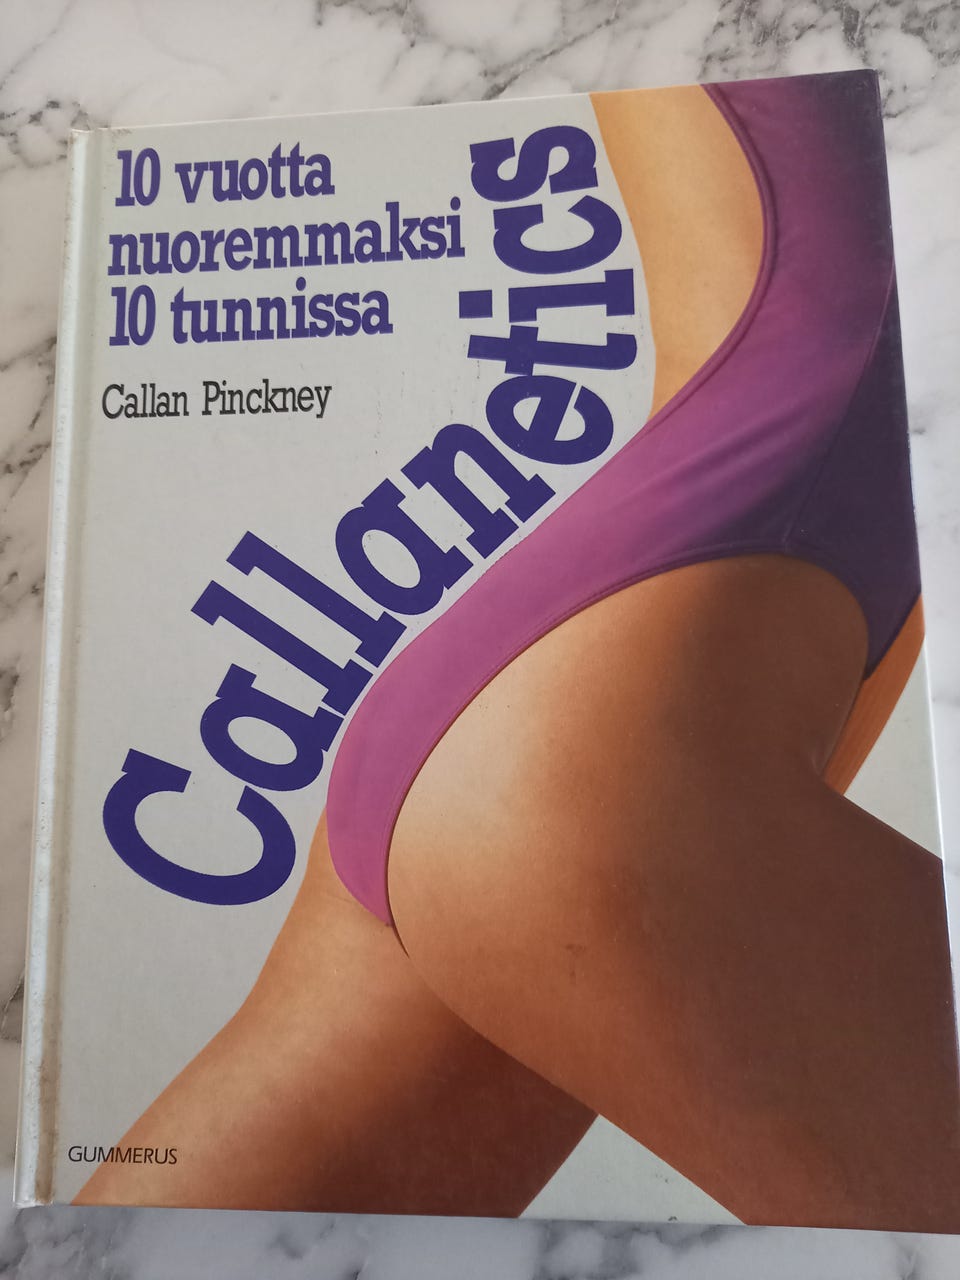 10 vuotta
nuoremmaksi
10 tunnissa
Callan Pinckney
Callanetics
GUMMERUS